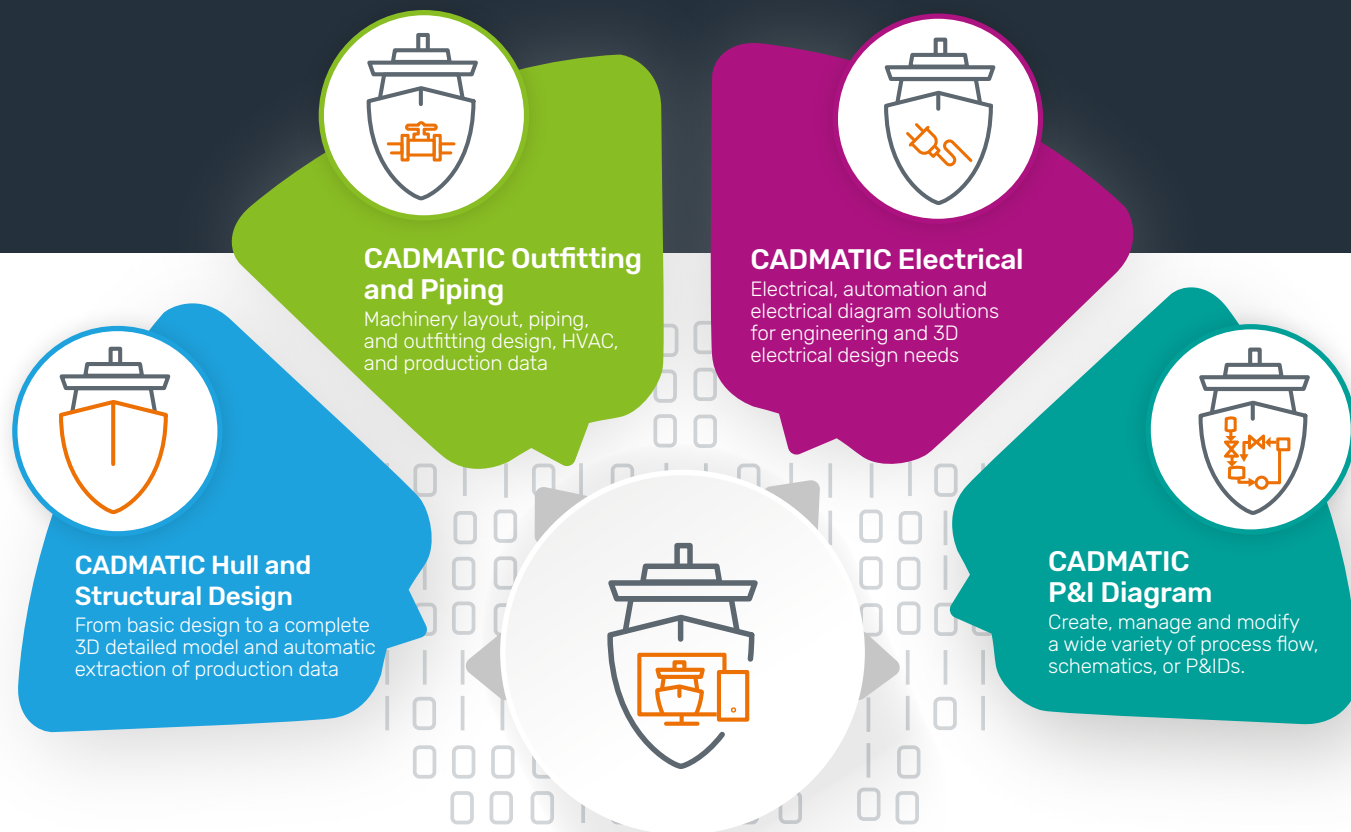 CADMATIC Outfitting
and Piping
Machinery layout, piping,
and outfitting design, HVAC,
and production data
CADMATIC Electrical
Electrical, automation and
electrical diagram solutions
for engineering and 3D
electrical design needs
CADMATIC Hull and
Structural Design
From basic design to a complete
3D detailed model and automatic
extraction of production data
CADMATIC
P&I Diagram
Create, manage and modify
a wide variety of process flow,
schematics, or P&IDs.